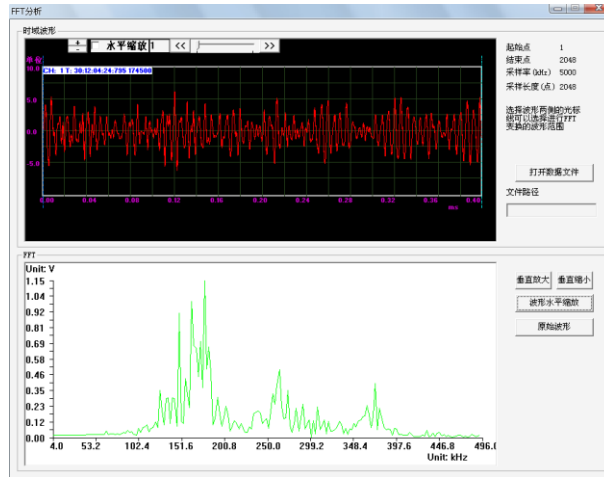 FFT分析
时域波形
水平缩放 1 << >>
单位
10.0
CH: 1 T: 30:12:04:24:795 174508
5.0
0.0
-5.0
0.00 0.04 0.08 0.12 0.16 0.20 0.24 0.28 0.32 0.36 0.40
ms
起始点 1
结束点 2048
采样率(kHz) 5000
采样长度(点) 2048
选择波形两侧的光标
线可以选择进行FFT
变换的波形范围
打开数据文件
文件路径
FFT
Unit: V
1.15
1.04
0.92
0.81
0.69
0.58
0.46
0.35
0.23
0.12
0.00
4.0 53.2 102.4 151.6 200.8 250.0 299.2 348.4 397.6 446.8 496.0
Unit: kHz
垂直放大 垂直缩小
波形水平缩放
原始波形